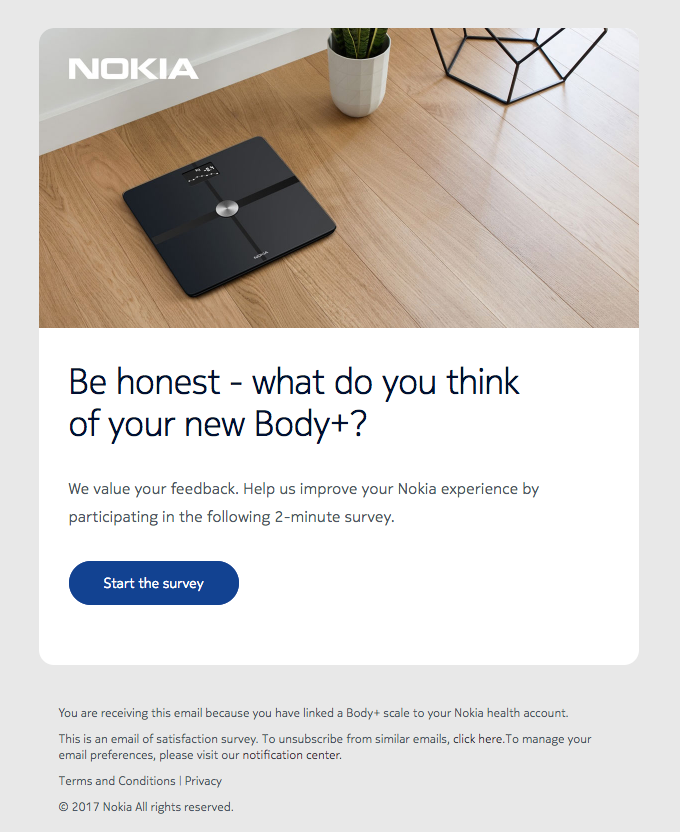 NOKIA
NOKIA
Be honest - what do you think
of your new Body+?
We value your feedback. Help us improve your Nokia experience by
participating in the following 2-minute survey.
Start the survey
You are receiving this email because you have linked a Body+ scale to your Nokia health account.
This is an email of satisfaction survey. To unsubscribe from similar emails, click here.To manage your
email preferences, please visit our notification center.
Terms and Conditions | Privacy
© 2017 Nokia All rights reserved.